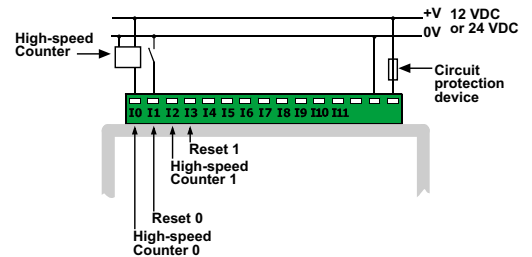 +V 12 VDC
0V or 24 VDC
High-speed
Counter
Circuit
protection
device
I0 I1 I2 I3 I4 I5 I6 I7 I8 I9 I10 I11
Reset 1
High-speed
Counter 1
Reset 0
High-speed
Counter 0